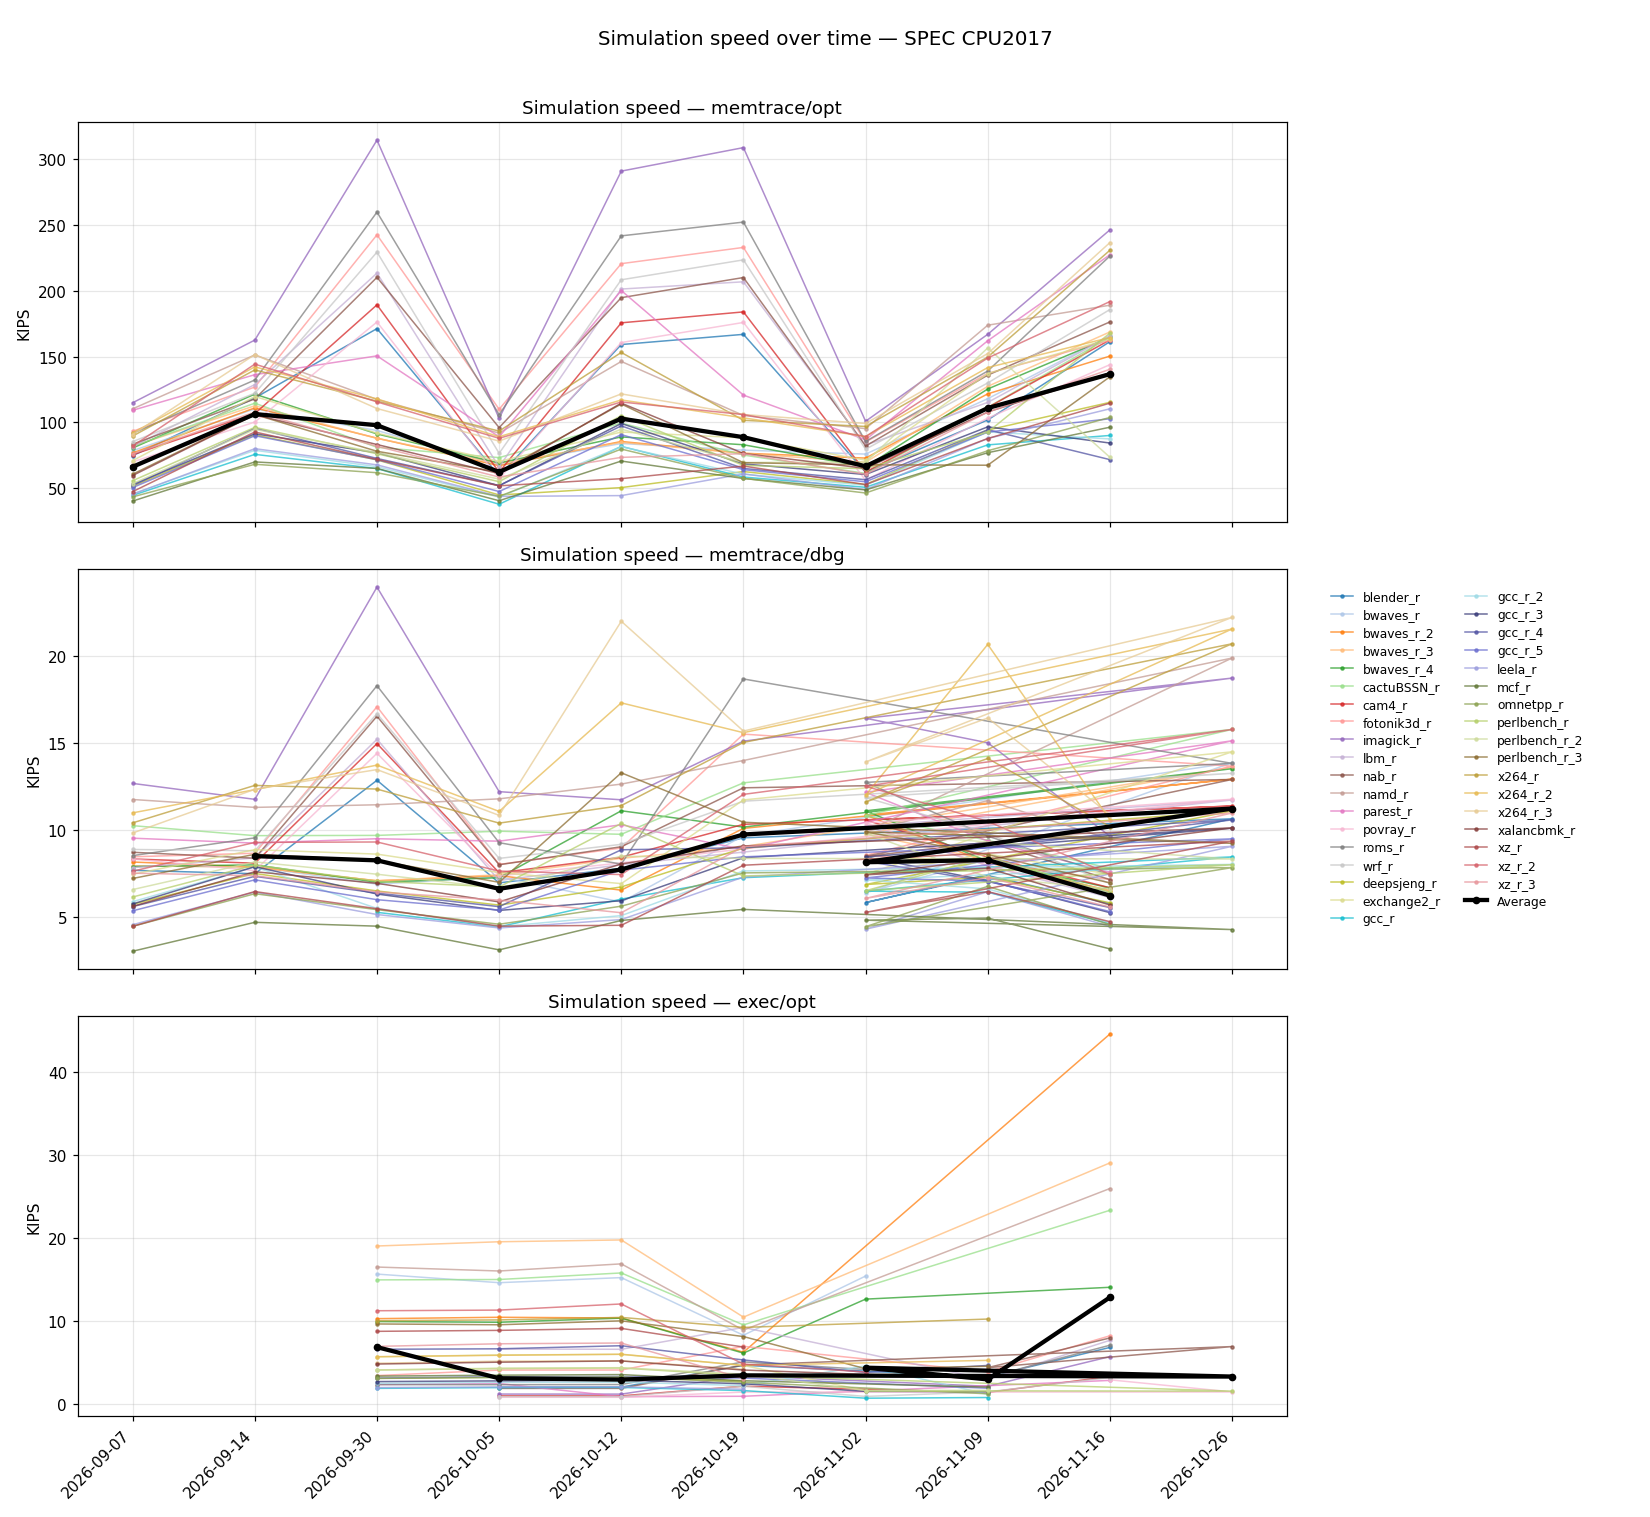 Simulation speed over time — SPEC CPU2017
Simulation speed — memtrace/opt
KIPS
300
250
200
150
100
50
Simulation speed — memtrace/dbg
KIPS
20
15
10
5
blender_r
bwaves_r
bwaves_r_2
bwaves_r_3
bwaves_r_4
cactuBSSN_r
cam4_r
fotonik3d_r
imagick_r
lbm_r
nab_r
namd_r
parest_r
povray_r
roms_r
wrf_r
deepsjeng_r
exchange2_r
gcc_r
gcc_r_2
gcc_r_3
gcc_r_4
gcc_r_5
leela_r
mcf_r
omnetpp_r
perlbench_r
perlbench_r_2
perlbench_r_3
x264_r
x264_r_2
x264_r_3
xalancbmk_r
xz_r
xz_r_2
xz_r_3
Average
Simulation speed — exec/opt
KIPS
40
30
20
10
0
2026-09-07
2026-09-14
2026-09-30
2026-10-05
2026-10-12
2026-10-19
2026-11-02
2026-11-09
2026-11-16
2026-10-26